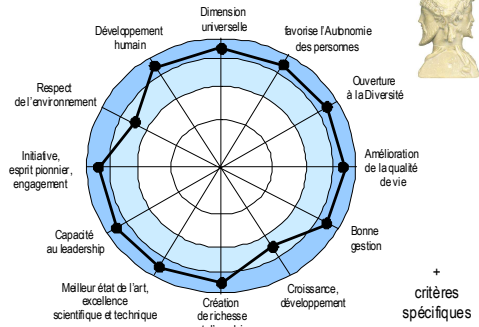 Dimension
universelle
favorise l'Autonomie
des personnes
Ouverture
à la Diversité
Amélioration
de la qualité
de vie
Bonne
gestion
Croissance,
développement
Création
de richesse
Meilleur état de l'art,
excellence
scientifique et technique
Capacité
au leadership
Initiative,
esprit pionnier,
engagement
Respect
de l'environnement
Développement
humain
+
critères
spécifiques